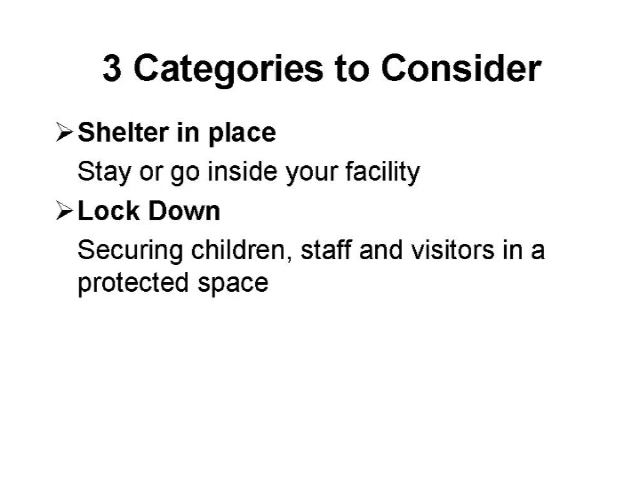 3 Categories to Consider
➢Shelter in place
Stay or go inside your facility
➢Lock Down
Securing children, staff and visitors in a
protected space